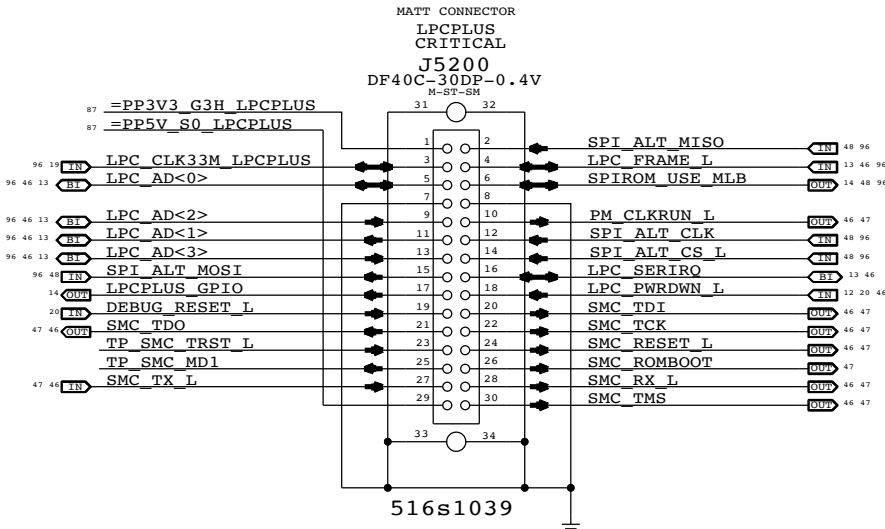 MATT CONNECTOR
LPCPLUS
CRITICAL
J5200
DF40C-30DP-0.4V
M-ST-SM
31 32
87 =PP3V3_G3H_LPCPLUS
87 =PP5V_S0_LPCPLUS
1 2 SPI_ALT_MISO IN 48 96
96 19 IN LPC_CLK33M_LPCPLUS 3 4 LPC_FRAME_L IN 13 46 96
96 46 13 BI LPC_AD<0> 5 6 SPIROM_USE_MLB OUT 14 48 96
7 8
96 46 13 BI LPC_AD<2> 9 10 PM_CLKRUN_L OUT 46 47
96 46 13 BI LPC_AD<1> 11 12 SPI_ALT_CLK IN 48 96
96 46 13 BI LPC_AD<3> 13 14 SPI_ALT_CS_L IN 48 96
96 48 IN SPI_ALT_MOSI 15 16 LPC_SERIRQ BI 13 46
14 OUT LPCPLUS_GPIO 17 18 LPC_PWRDWN_L IN 12 20 46
20 IN DEBUG_RESET_L 19 20 SMC_TDI OUT 46 47
47 46 OUT SMC_TDO 21 22 SMC_TCK OUT 46 47
TP_SMC_TRST_L 23 24 SMC_RESET_L OUT 46 47
TP_SMC_MD1 25 26 SMC_ROMBOOT OUT 47
47 46 IN SMC_TX_L 27 28 SMC_RX_L OUT 46 47
29 30 SMC_TMS OUT 46 47
33 34
516s1039